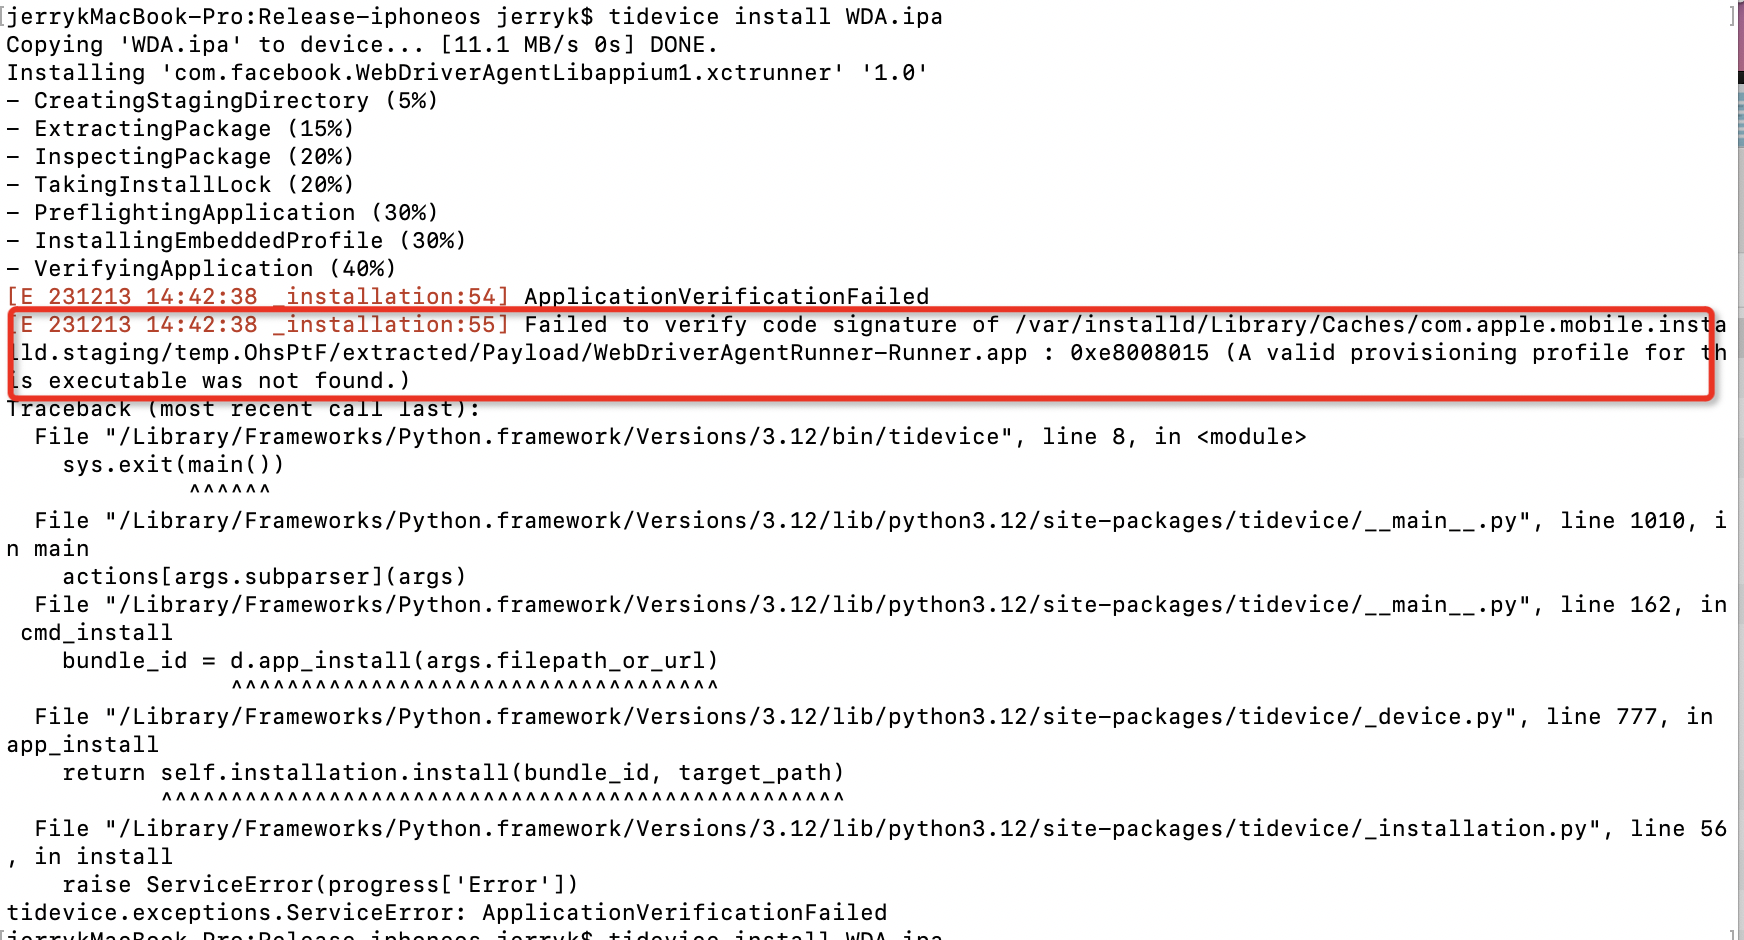 [jerrykMacBook-Pro:Release-iphoneos jerryk$ tidevice install WDA.ipa ]
Copying 'WDA.ipa' to device... [11.1 MB/s 0s] DONE.
Installing 'com.facebook.WebDriverAgentLibappium1.xctrunner' '1.0'
- CreatingStagingDirectory (5%)
- ExtractingPackage (15%)
- InspectingPackage (20%)
- TakingInstallLock (20%)
- PreflightingApplication (30%)
- InstallingEmbeddedProfile (30%)
- VerifyingApplication (40%)
[E 231213 14:42:38 _installation:54] ApplicationVerificationFailed
[E 231213 14:42:38 _installation:55] Failed to verify code signature of /var/installd/Library/Caches/com.apple.mobile.insta
lld.staging/temp.OhsPtF/extracted/Payload/WebDriverAgentRunner-Runner.app : 0xe8008015 (A valid provisioning profile for th
is executable was not found.)
Traceback (most recent call last):
  File "/Library/Frameworks/Python.framework/Versions/3.12/bin/tidevice", line 8, in <module>
    sys.exit(main())
             ^^^^^^
  File "/Library/Frameworks/Python.framework/Versions/3.12/lib/python3.12/site-packages/tidevice/__main__.py", line 1010, i
n main
    actions[args.subparser](args)
  File "/Library/Frameworks/Python.framework/Versions/3.12/lib/python3.12/site-packages/tidevice/__main__.py", line 162, in
 cmd_install
    bundle_id = d.app_install(args.filepath_or_url)
                ^^^^^^^^^^^^^^^^^^^^^^^^^^^^^^^^^^^
  File "/Library/Frameworks/Python.framework/Versions/3.12/lib/python3.12/site-packages/tidevice/_device.py", line 777, in
app_install
    return self.installation.install(bundle_id, target_path)
           ^^^^^^^^^^^^^^^^^^^^^^^^^^^^^^^^^^^^^^^^^^^^^^^^^
  File "/Library/Frameworks/Python.framework/Versions/3.12/lib/python3.12/site-packages/tidevice/_installation.py", line 56
, in install
    raise ServiceError(progress['Error'])
tidevice.exceptions.ServiceError: ApplicationVerificationFailed
[jerrykMacBook-Pro:Release-iphoneos jerryk$ tidevice install WDA.ipa ]